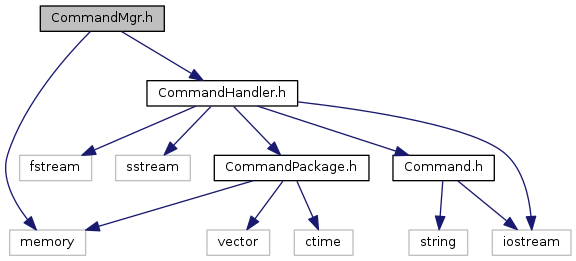 CommandMgr.h
CommandHandler.h
fstream
sstream
CommandPackage.h
Command.h
memory
vector
ctime
string
iostream